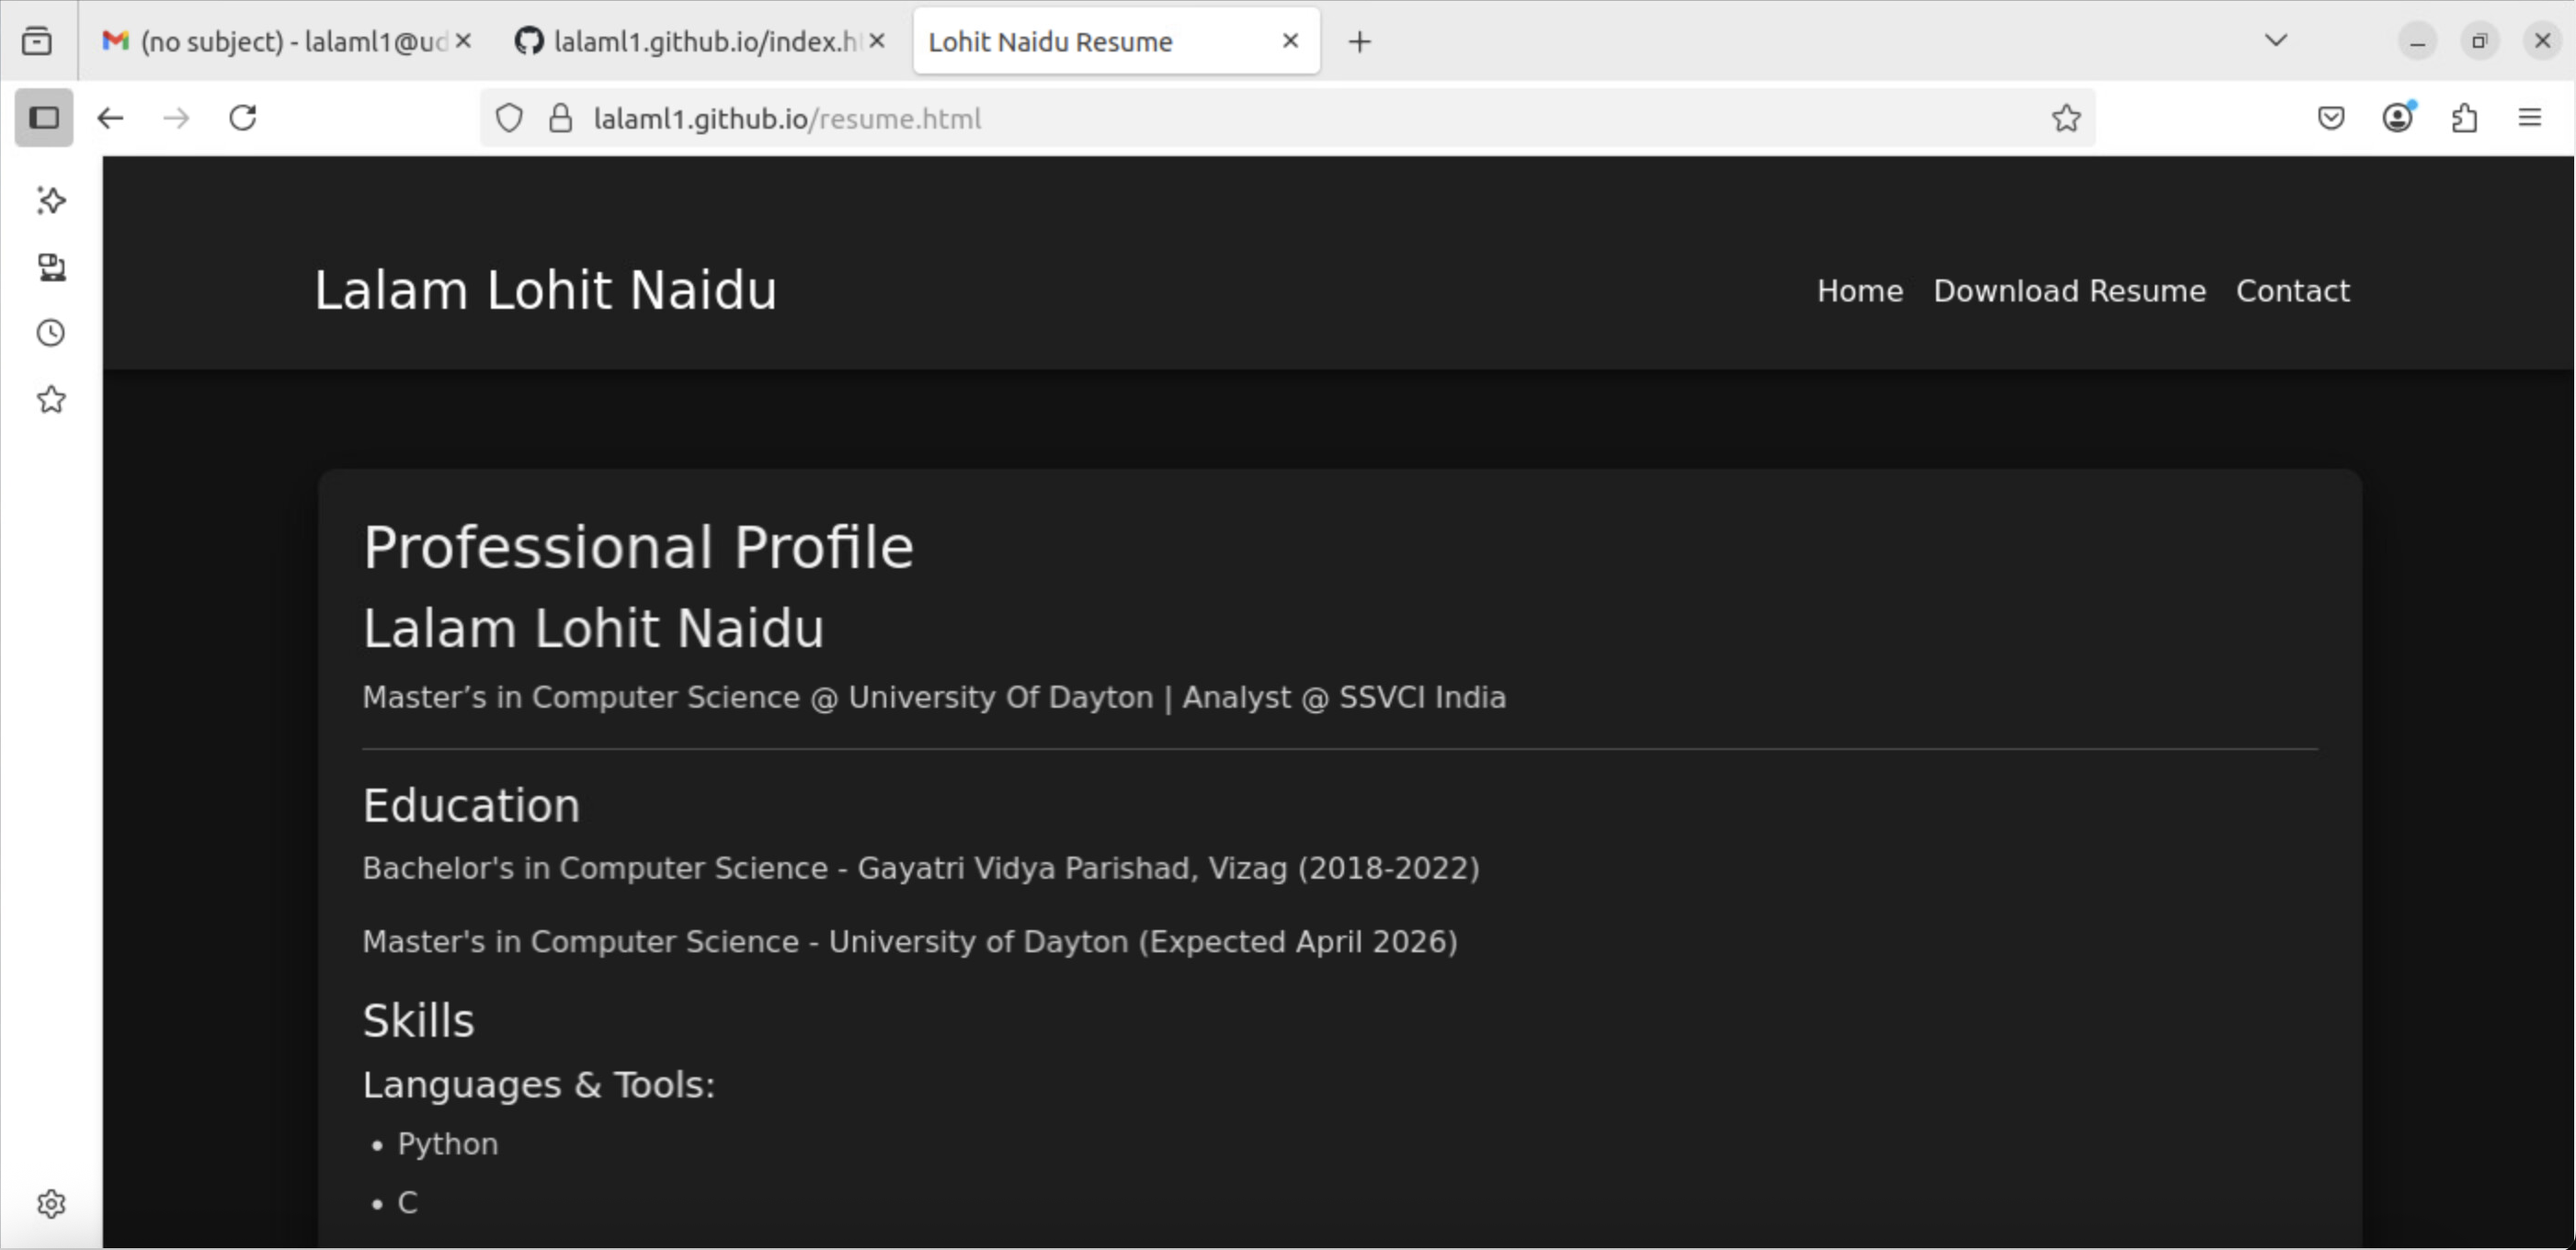 (no subject) - lalaml1@ud
lalaml1.github.io/index.h
Lohit Naidu Resume
lalaml1.github.io/resume.html
Lalam Lohit Naidu
Home Download Resume Contact
Professional Profile
Lalam Lohit Naidu
Master’s in Computer Science @ University Of Dayton | Analyst @ SSVCI India
Education
Bachelor's in Computer Science - Gayatri Vidya Parishad, Vizag (2018-2022)
Master's in Computer Science - University of Dayton (Expected April 2026)
Skills
Languages & Tools:
• Python
• C